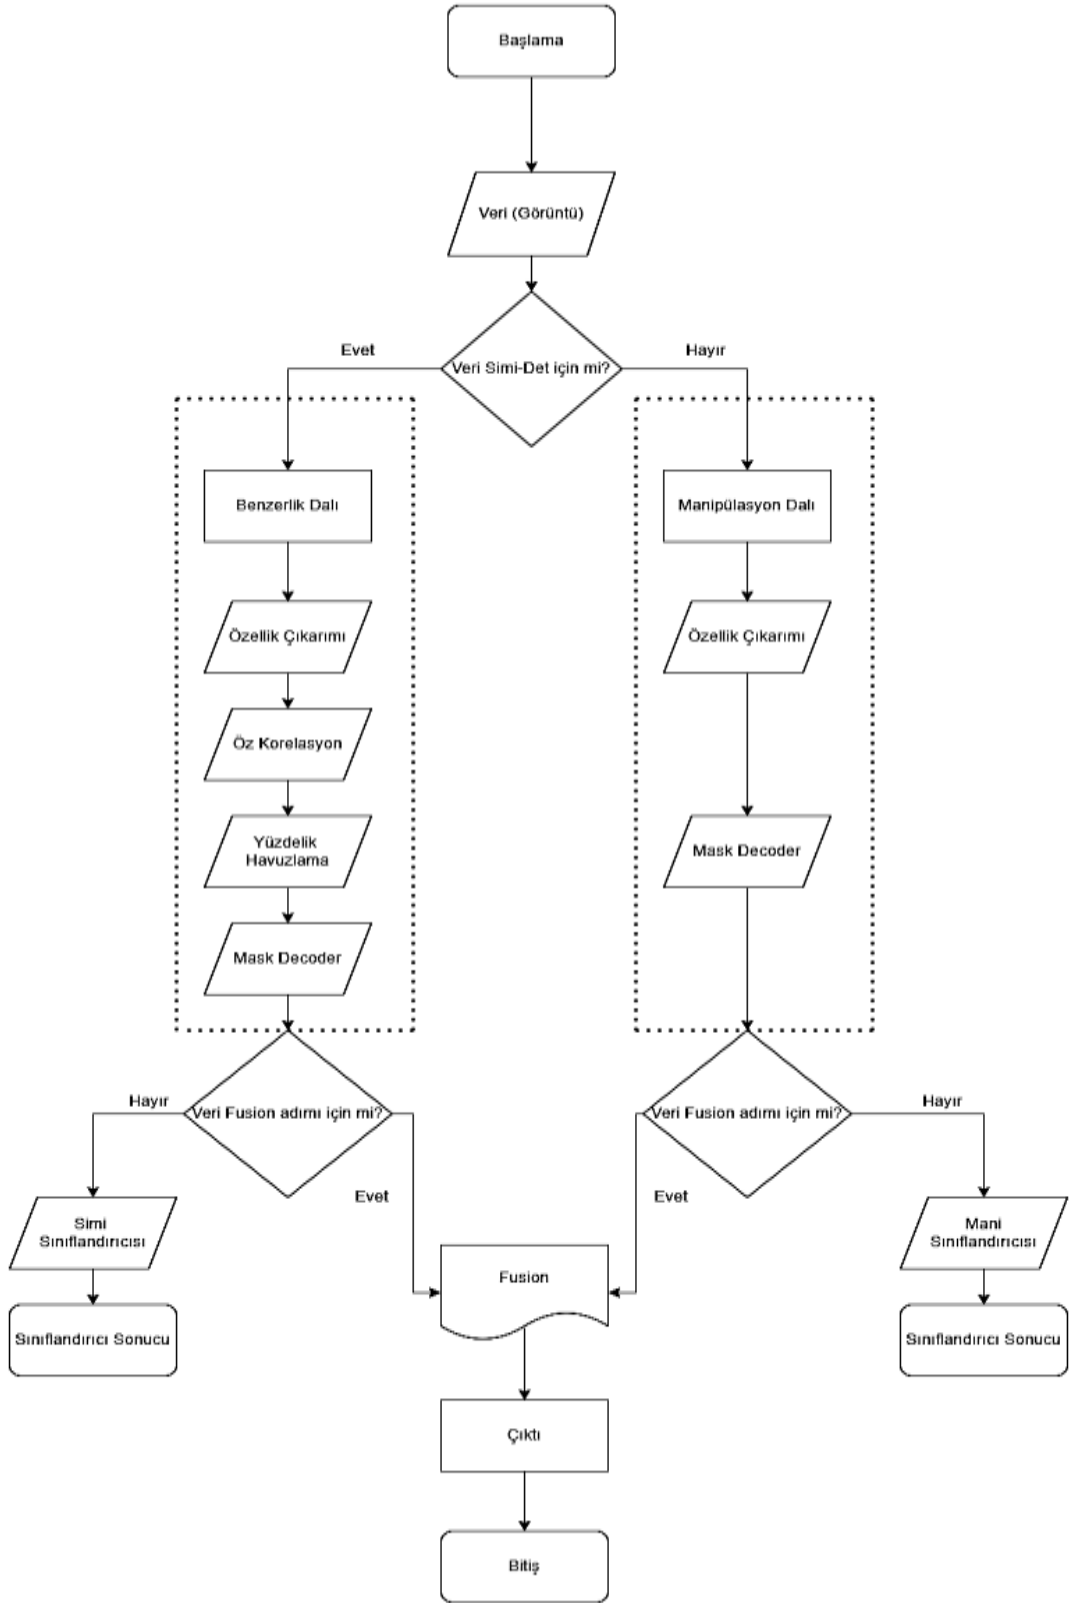 Başlama
Veri (Görüntü)
Veri Simi-Det için mi?
Evet
Hayır
Benzerlik Dalı
Özellik Çıkarımı
Öz Korelasyon
Yüzdelik
Havuzlama
Mask Decoder
Manipülasyon Dalı
Özellik Çıkarımı
Mask Decoder
Veri Fusion adımı için mi?
Hayır
Evet
Simi
Sınıflandırıcısı
Sınıflandırıcı Sonucu
Veri Fusion adımı için mi?
Evet
Hayır
Mani
Sınıflandırıcısı
Sınıflandırıcı Sonucu
Fusion
Çıktı
Bitiş